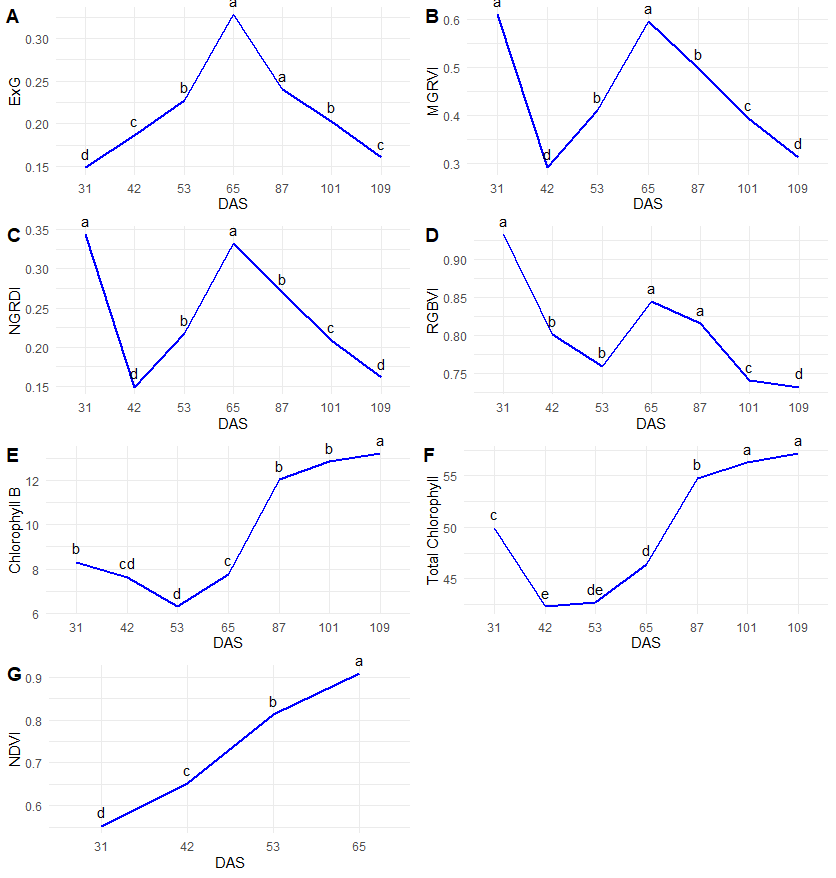 A
ExG
0.30
0.25
0.20
0.15
d
c
b
a
a
b
c
31 42 53 65 87 101 109
DAS
B
MGRVI
0.6
0.5
0.4
0.3
a
d
b
a
b
c
d
31 42 53 65 87 101 109
DAS
C
NGRDI
0.35
0.30
0.25
0.20
0.15
a
d
b
a
b
c
d
31 42 53 65 87 101 109
DAS
D
RGBVI
0.90
0.85
0.80
0.75
a
b
b
a
a
c
d
31 42 53 65 87 101 109
DAS
E
Chlorophyll B
12
10
8
6
b
cd
d
c
b
b
a
31 42 53 65 87 101 109
DAS
F
Total Chlorophyll
55
50
45
c
e
de
d
b
a
a
31 42 53 65 87 101 109
DAS
G
NDVI
0.9
0.8
0.7
0.6
d
c
b
a
31 42 53 65
DAS